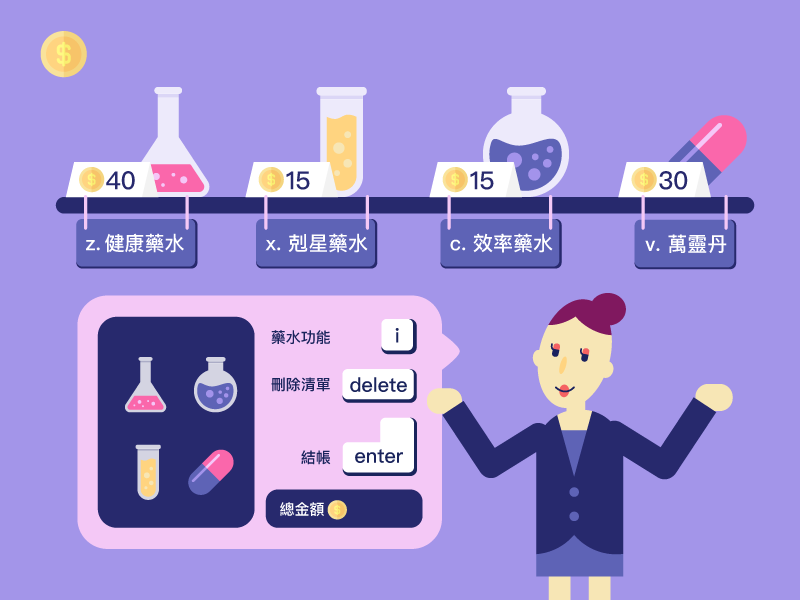 $
$ 40
$ 15
$ 15
$ 30
z. 健康藥水
x. 剋星藥水
c. 效率藥水
v. 萬靈丹
藥水功能 i
刪除清單 delete
結帳 enter
總金額 $